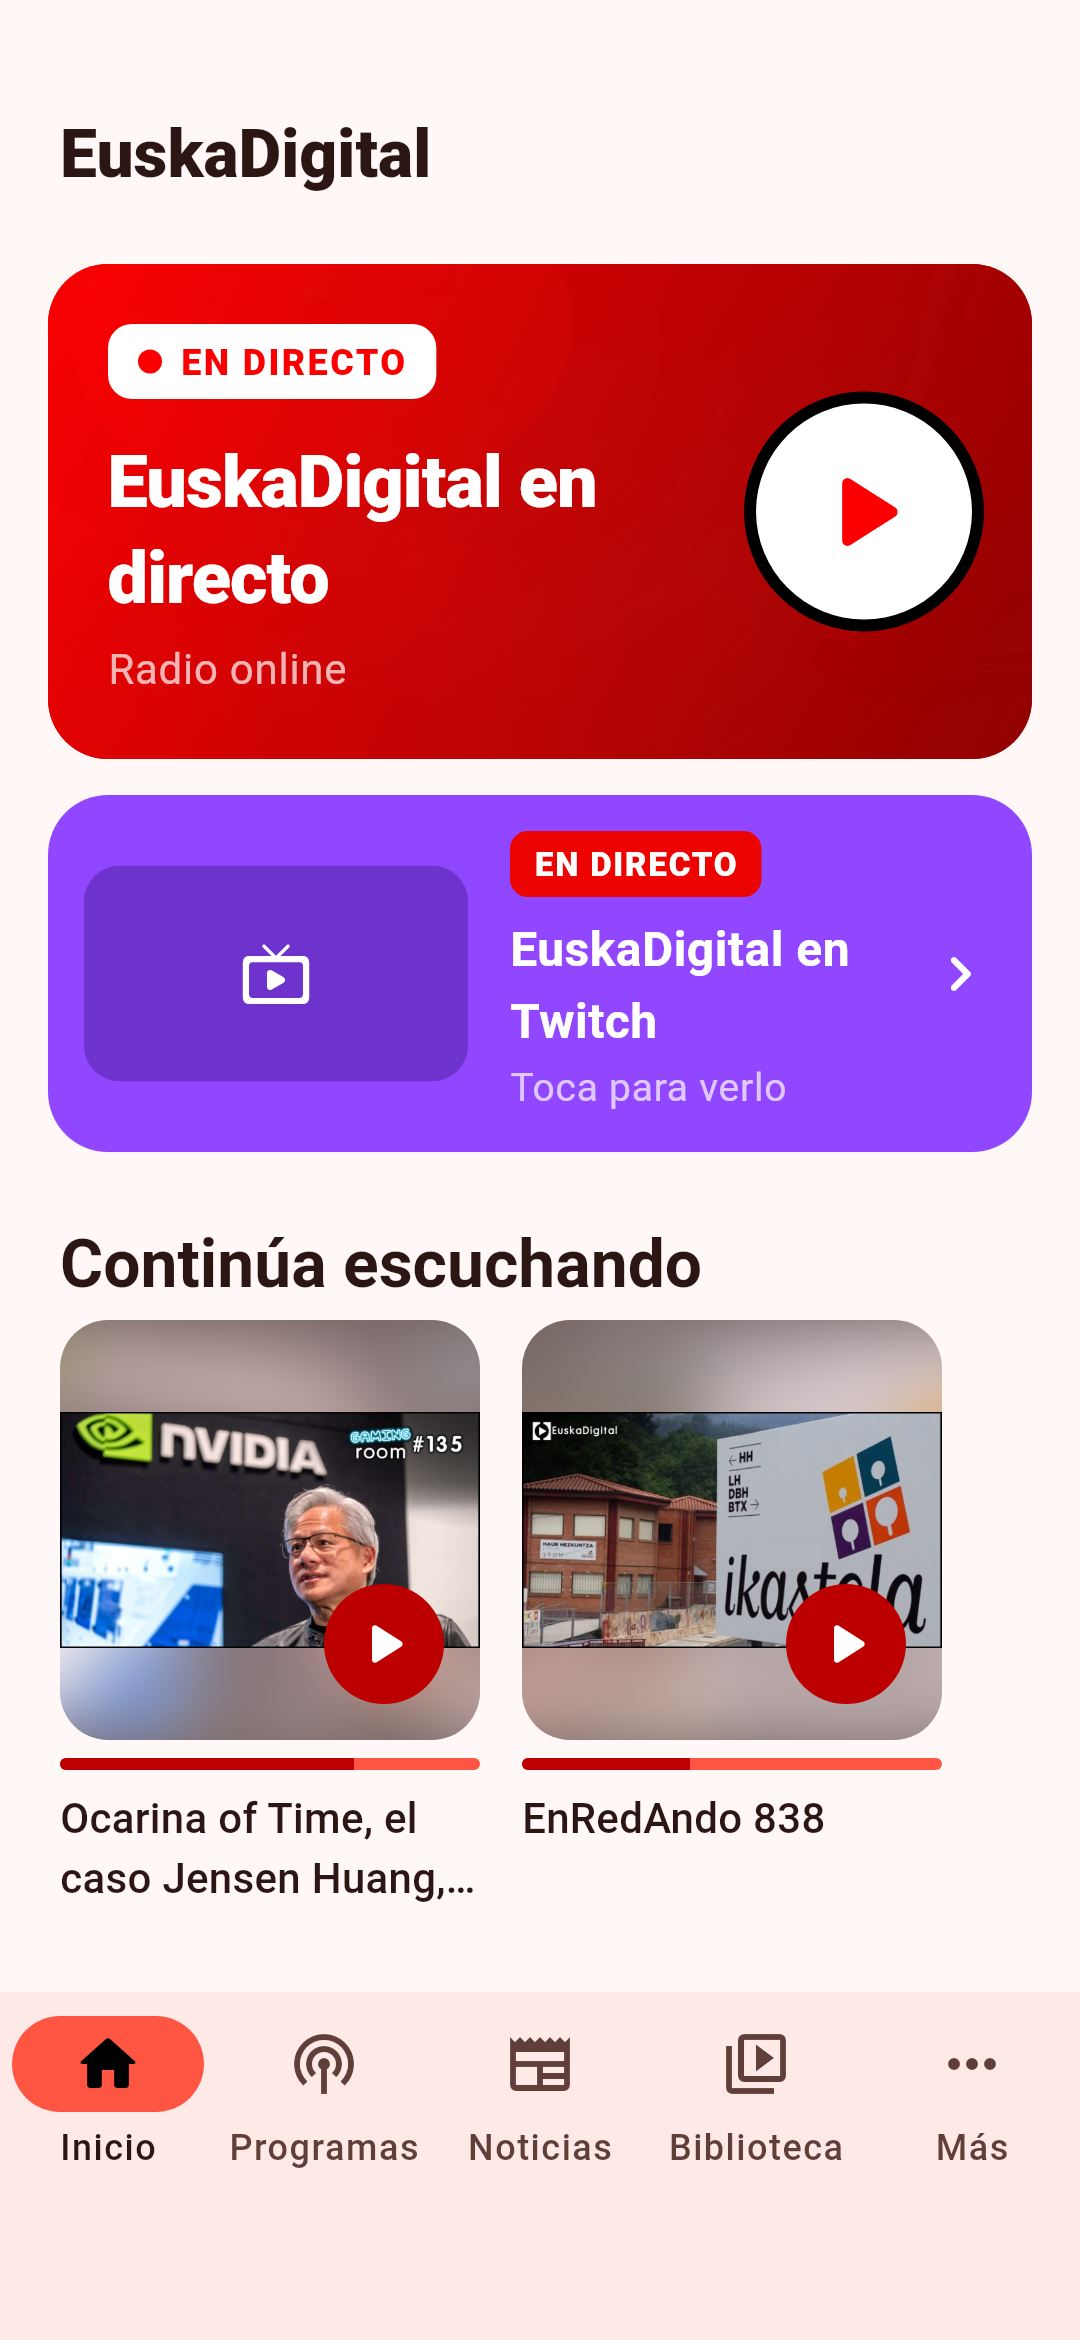 EuskaDigital
EN DIRECTO
EuskaDigital en
directo
Radio online
EN DIRECTO
EuskaDigital en
Twitch
Toca para verlo
Continúa escuchando
NVIDIA
GAMING
room #135
EuskaDigital
← HH
LH
DBH
BTX →
HAUR HEZKUNTZA
ikastola
Ocarina of Time, el
caso Jensen Huang,...
EnRedAndo 838
Inicio
Programas
Noticias
Biblioteca
Más